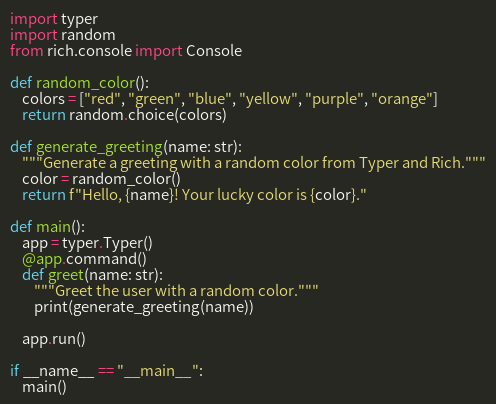 import typer
import random
from rich.console import Console

def random_color():
    colors = ["red", "green", "blue", "yellow", "purple", "orange"]
    return random.choice(colors)

def generate_greeting(name: str):
    """Generate a greeting with a random color from Typer and Rich."""
    color = random_color()
    return f"Hello, {name}! Your lucky color is {color}."

def main():
    app = typer.Typer()
    @app.command()
    def greet(name: str):
        """Greet the user with a random color."""
        print(generate_greeting(name))

    app.run()

if __name__ == "__main__":
    main()